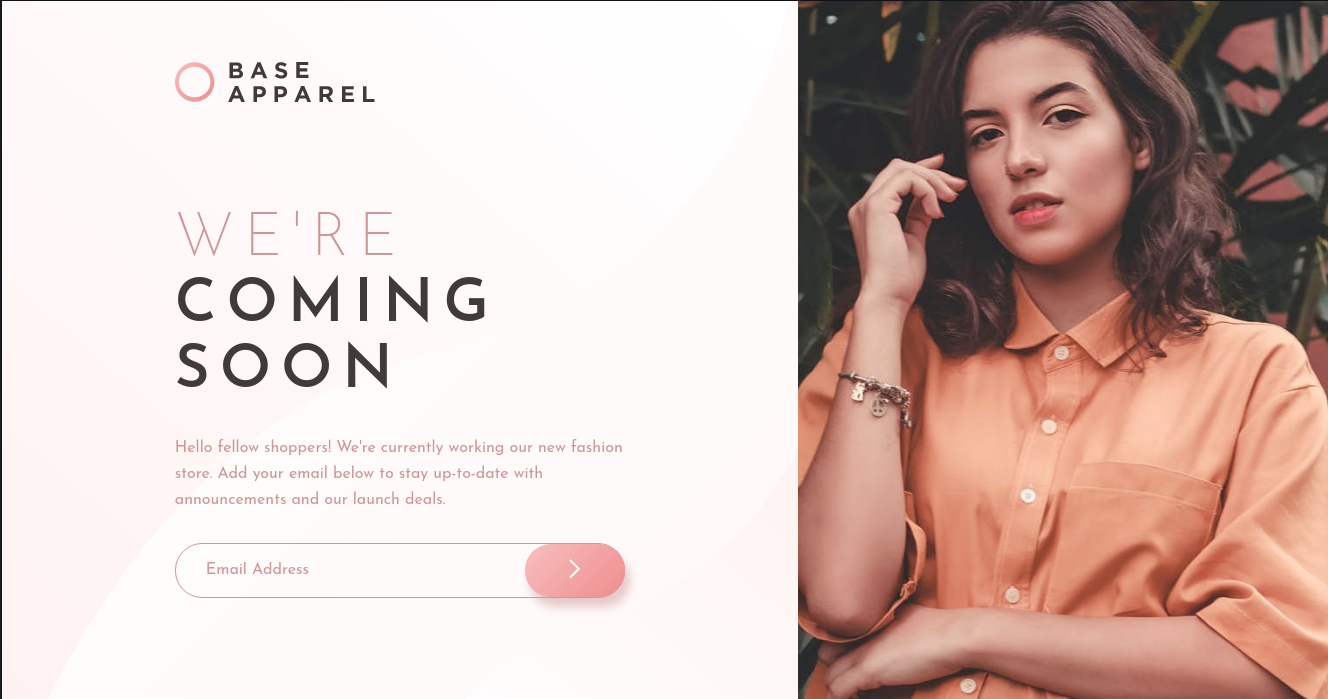 BASE
APPAREL
WE'RE
COMING
SOON
Hello fellow shoppers! We're currently working our new fashion
store. Add your email below to stay up-to-date with
announcements and our launch deals.
Email Address